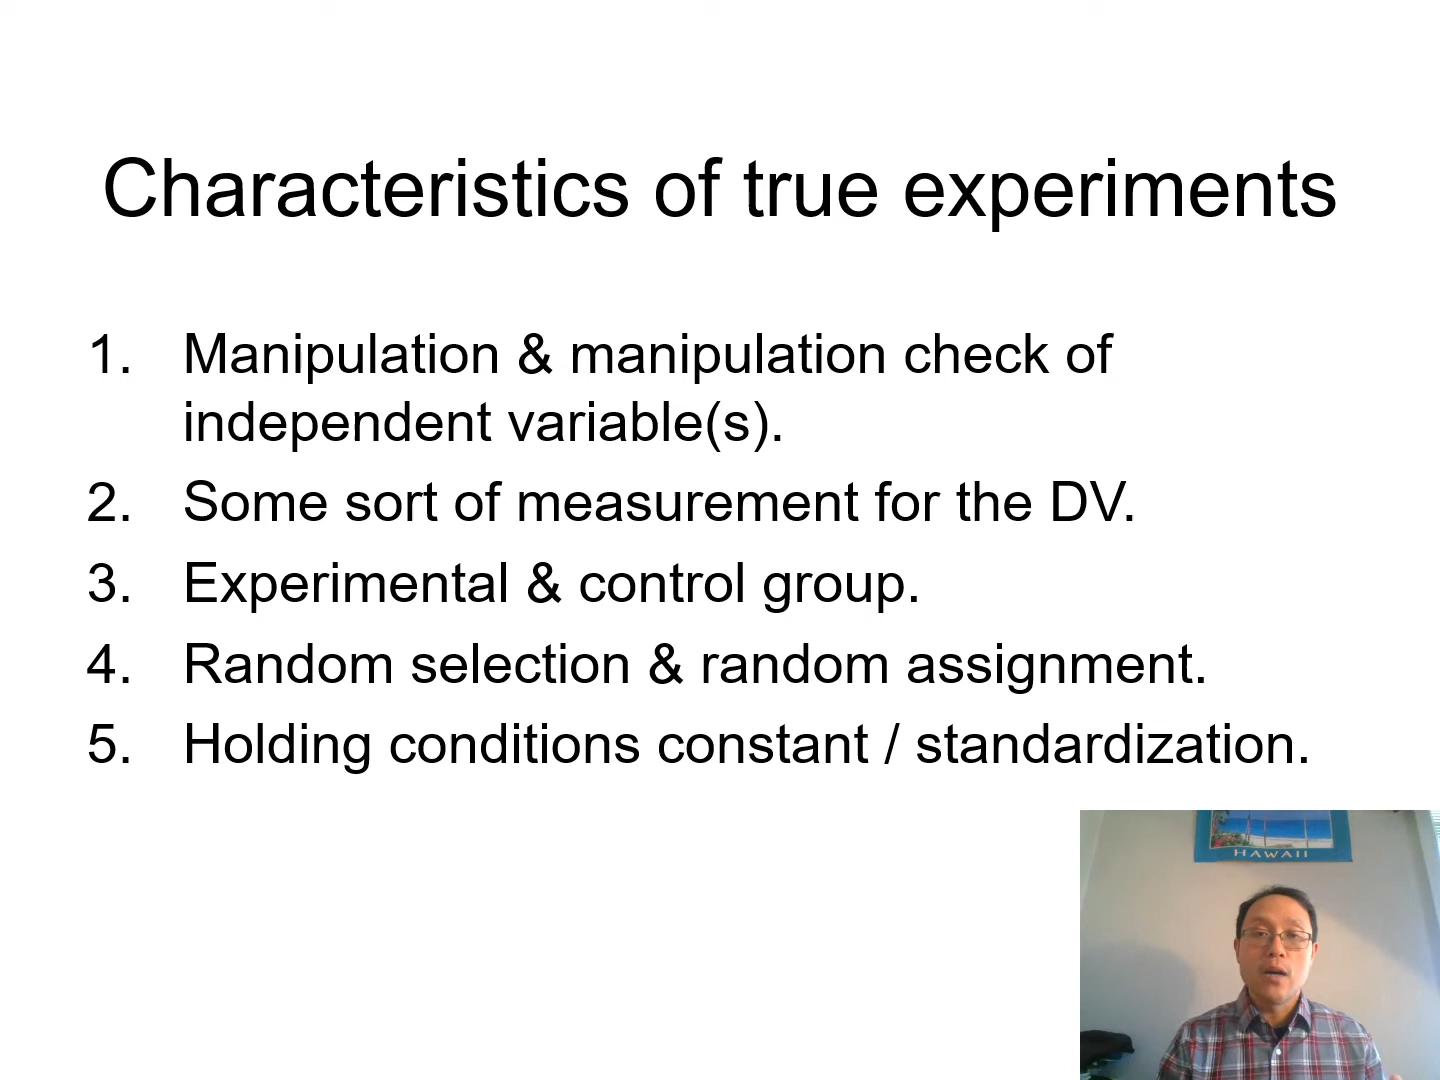 Characteristics of true experiments
1. Manipulation & manipulation check of
independent variable(s).
2. Some sort of measurement for the DV.
3. Experimental & control group.
4. Random selection & random assignment.
5. Holding conditions constant / standardization.
HAWAII